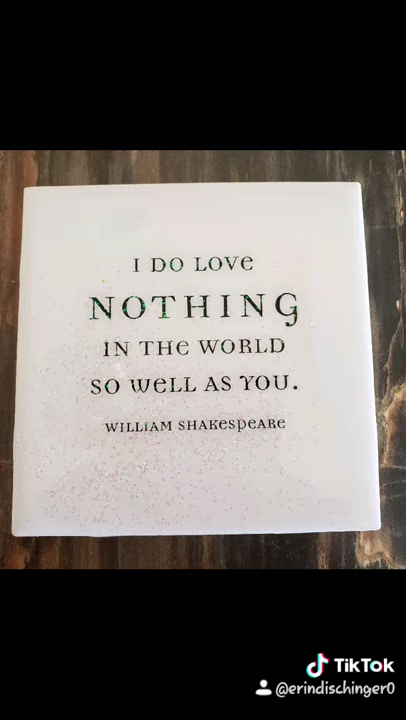 I DO LOVE
NOTHING
IN THE WORLD
SO WELL AS YOU.
WILLIAM SHAKESPEARE
TikTok
@erindischinger0